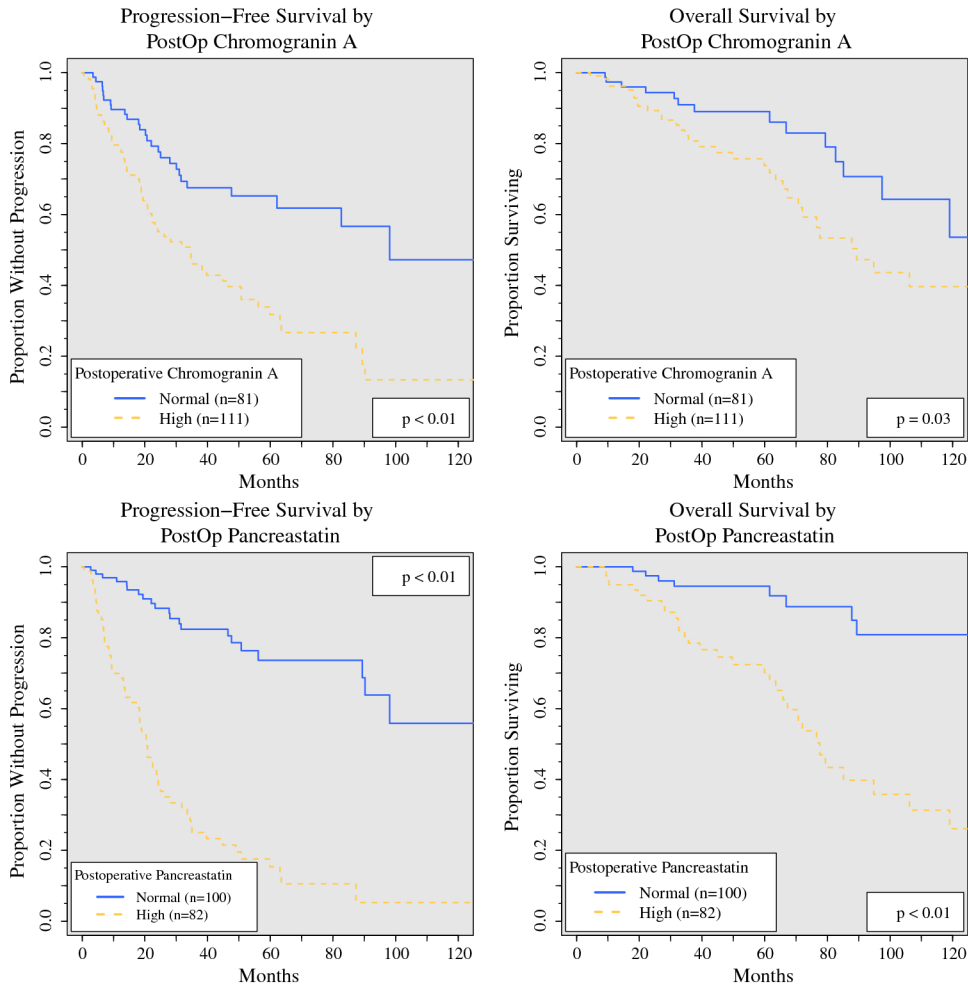 Progression−Free Survival by
PostOp Chromogranin A
Proportion Without Progression
1.0
0.8
0.6
0.4
0.2
0.0
Postoperative Chromogranin A
Normal (n=81)
High (n=111)
p < 0.01
0 20 40 60 80 100 120
Months
Overall Survival by
PostOp Chromogranin A
Proportion Surviving
1.0
0.8
0.6
0.4
0.2
0.0
Postoperative Chromogranin A
Normal (n=81)
High (n=111)
p = 0.03
0 20 40 60 80 100 120
Months
Progression−Free Survival by
PostOp Pancreastatin
Proportion Without Progression
1.0
0.8
0.6
0.4
0.2
0.0
p < 0.01
Postoperative Pancreastatin
Normal (n=100)
High (n=82)
0 20 40 60 80 100 120
Months
Overall Survival by
PostOp Pancreastatin
Proportion Surviving
1.0
0.8
0.6
0.4
0.2
0.0
Postoperative Pancreastatin
Normal (n=100)
High (n=82)
p < 0.01
0 20 40 60 80 100 120
Months